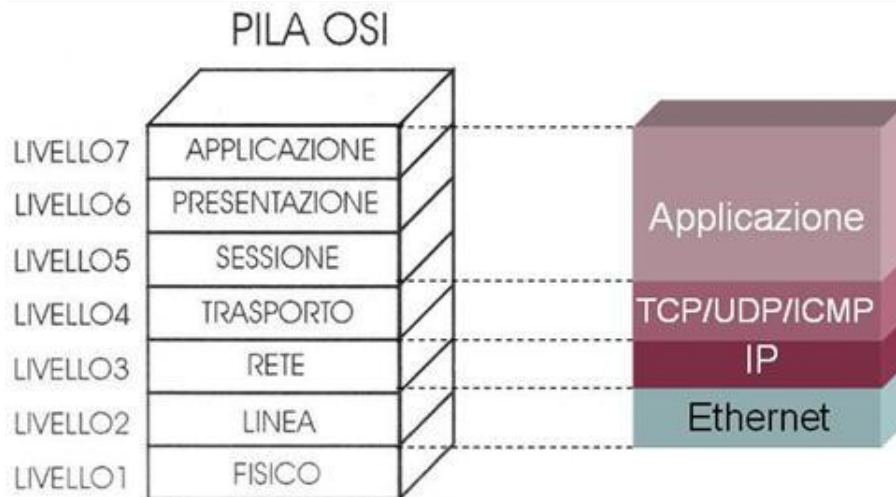 PILA OSI
LIVELLO7 APPLICAZIONE
LIVELLO6 PRESENTAZIONE
LIVELLO5 SESSIONE
LIVELLO4 TRASPORTO
LIVELLO3 RETE
LIVELLO2 LINEA
LIVELLO1 FISICO
Applicazione
TCP/UDP/ICMP
IP
Ethernet